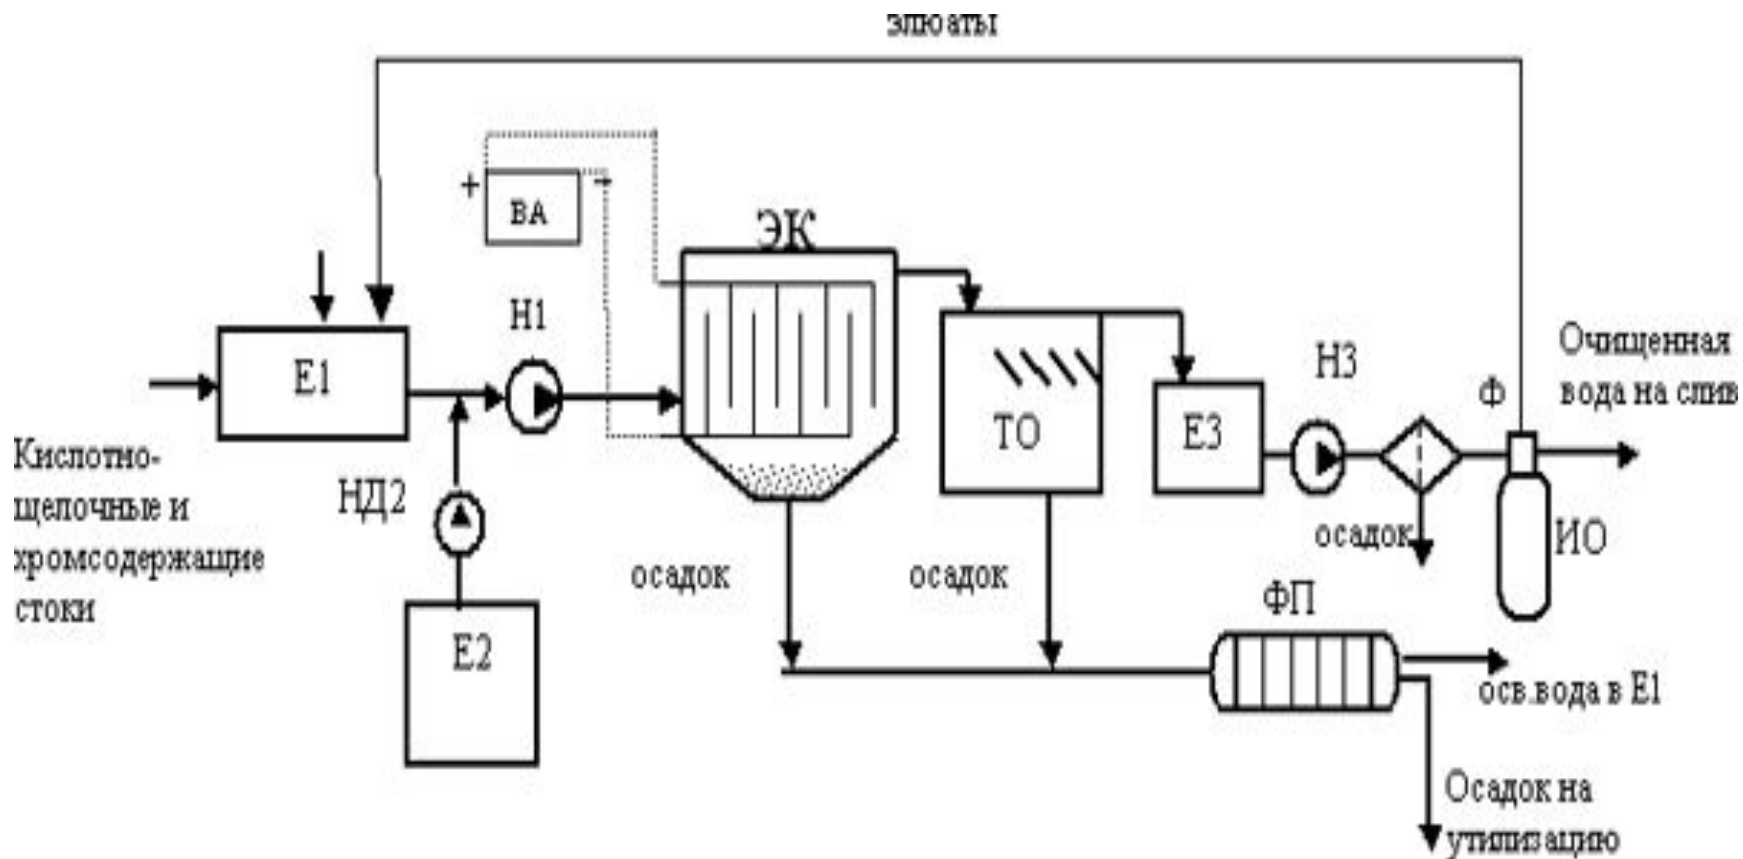 элюаты
+
-
ВА
ЭК
Н1
Е1
Н3
Очищенная
вода на слив
Ф
ТО
Е3
Кислотно-
щелочные и
хромсодержащие
стоки
НД2
осадок
ИО
осадок
осадок
ФП
Е2
осв.вода в Е1
Осадок на
утилизацию